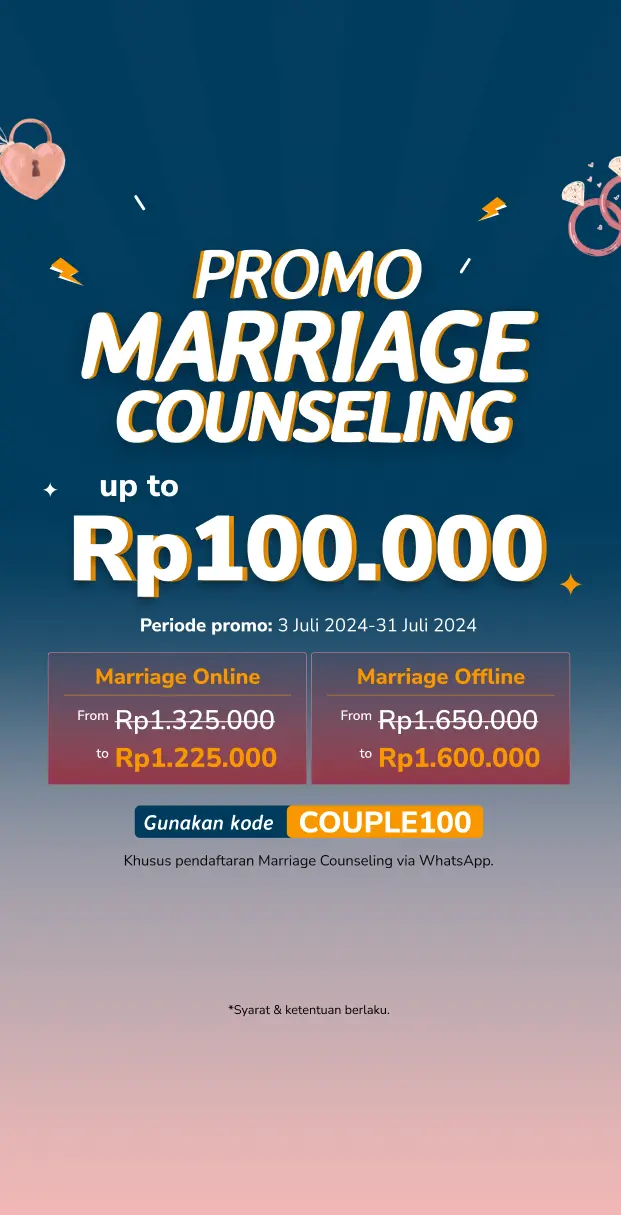 PROMO
MARRIAGE
COUNSELING
up to
Rp100.000
Periode promo: 3 Juli 2024-31 Juli 2024
Marriage Online
From Rp1.325.000
to Rp1.225.000
Marriage Offline
From Rp1.650.000
to Rp1.600.000
Gunakan kode COUPLE100
Khusus pendaftaran Marriage Counseling via WhatsApp.
*Syarat & ketentuan berlaku.